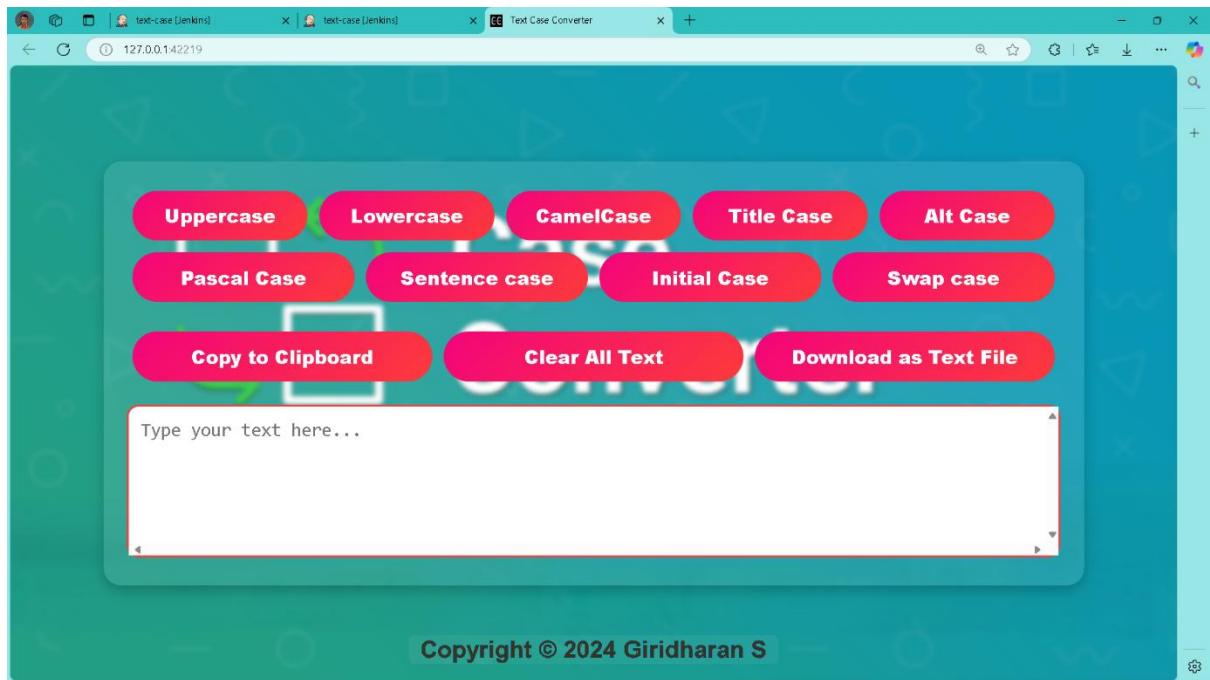 text-case [Jenkins] text-case [Jenkins] Text Case Converter
127.0.0.1:42219
Uppercase Lowercase CamelCase Title Case Alt Case
Case
Pascal Case Sentence case Initial Case Swap case
Copy to Clipboard Clear All Text Download as Text File
Converter
Type your text here...
Copyright © 2024 Giridharan S